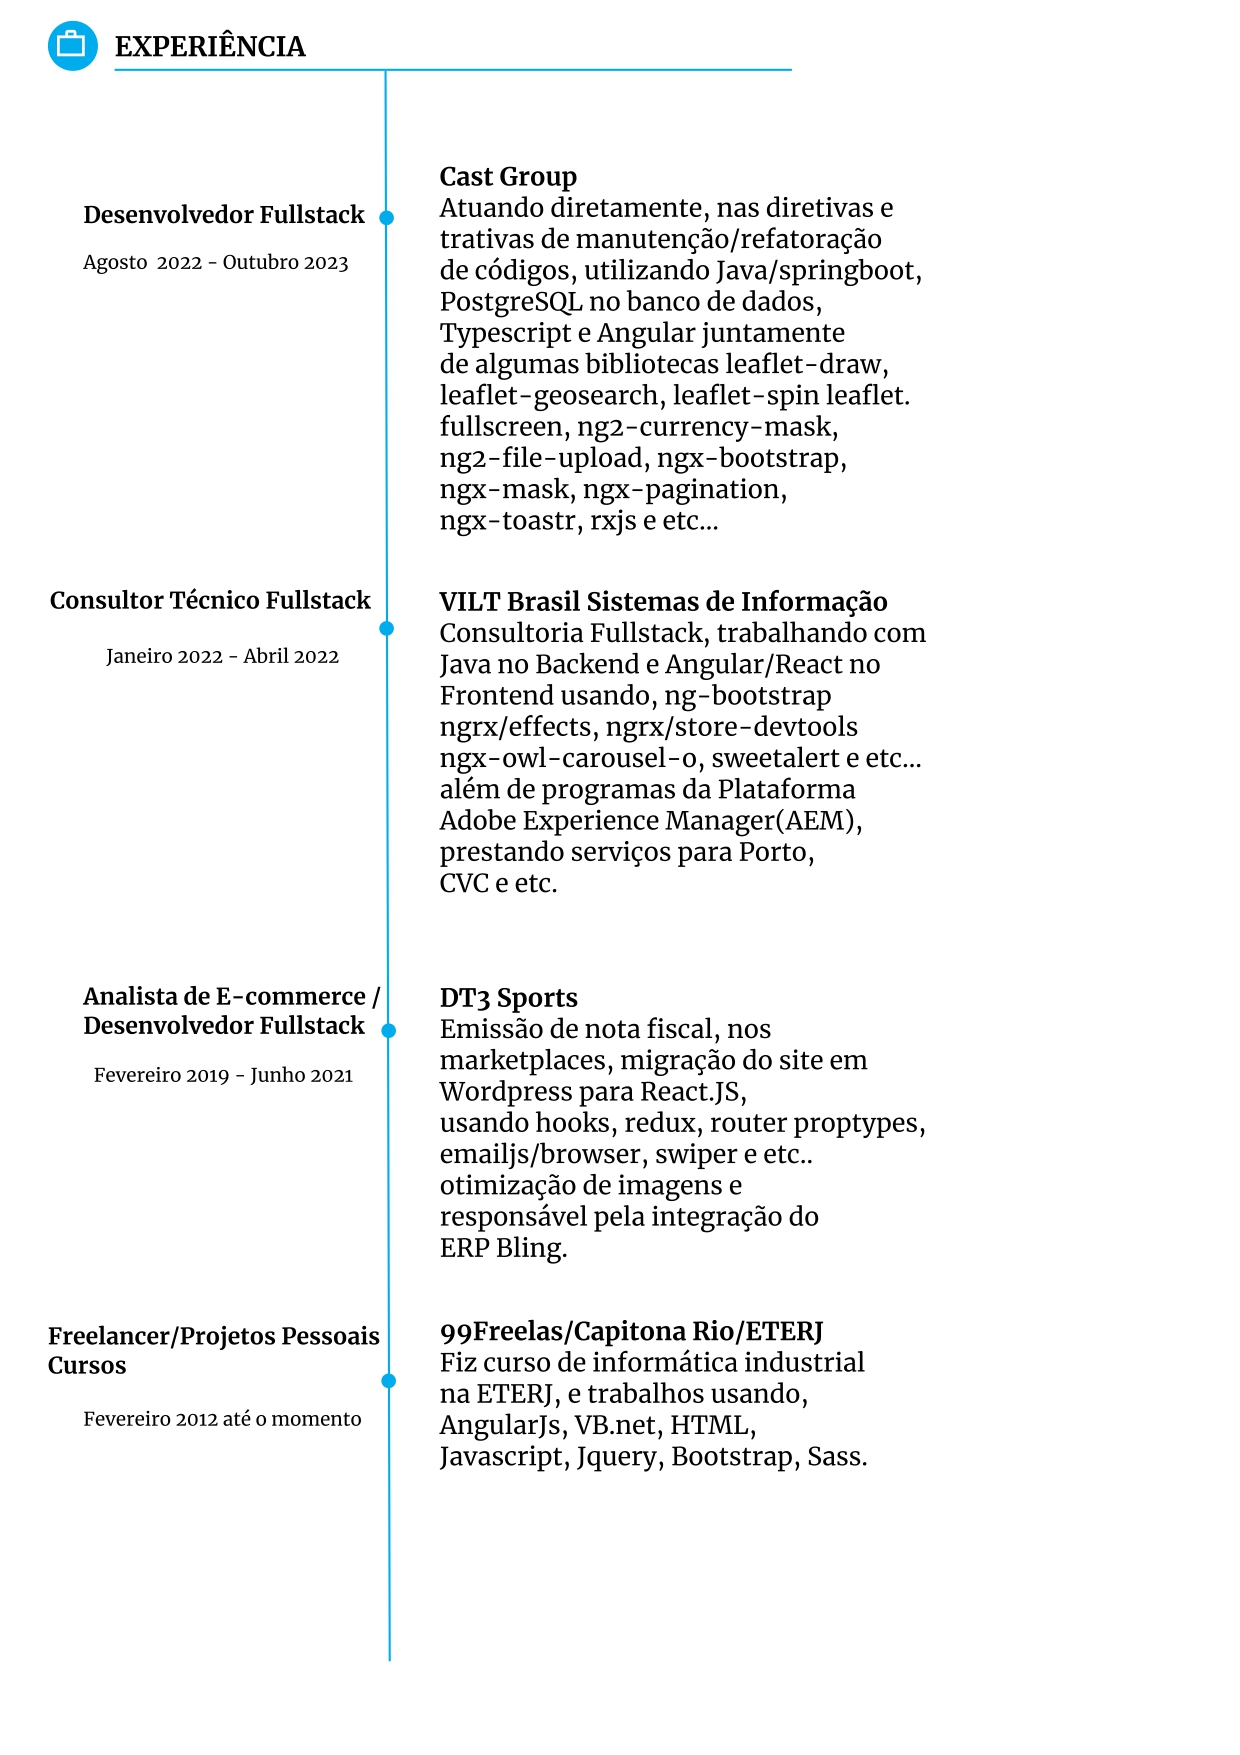 EXPERIÊNCIA
Desenvolvedor Fullstack
Agosto  2022 - Outubro 2023
Cast Group
Atuando diretamente, nas diretivas e
trativas de manutenção/refatoração
de códigos, utilizando Java/springboot,
PostgreSQL no banco de dados,
Typescript e Angular juntamente
de algumas bibliotecas leaflet-draw,
leaflet-geosearch, leaflet-spin leaflet.
fullscreen, ng2-currency-mask,
ng2-file-upload, ngx-bootstrap,
ngx-mask, ngx-pagination,
ngx-toastr, rxjs e etc...
Consultor Técnico Fullstack
Janeiro 2022 - Abril 2022
VILT Brasil Sistemas de Informação
Consultoria Fullstack, trabalhando com
Java no Backend e Angular/React no
Frontend usando, ng-bootstrap
ngrx/effects, ngrx/store-devtools
ngx-owl-carousel-o, sweetalert e etc...
além de programas da Plataforma
Adobe Experience Manager(AEM),
prestando serviços para Porto,
CVC e etc.
Analista de E-commerce /
Desenvolvedor Fullstack
Fevereiro 2019 - Junho 2021
DT3 Sports
Emissão de nota fiscal, nos
marketplaces, migração do site em
Wordpress para React.JS,
usando hooks, redux, router proptypes,
emailjs/browser, swiper e etc..
otimização de imagens e
responsável pela integração do
ERP Bling.
Freelancer/Projetos Pessoais
Cursos
Fevereiro 2012 até o momento
99Freelas/Capitona Rio/ETERJ
Fiz curso de informática industrial
na ETERJ, e trabalhos usando,
AngularJs, VB.net, HTML,
Javascript, Jquery, Bootstrap, Sass.